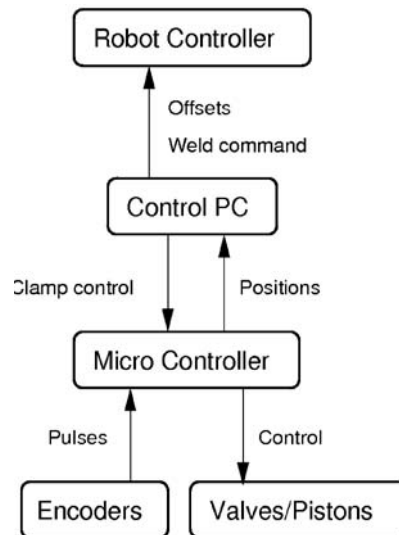 Robot Controller
Offsets
Weld command
Control PC
Clamp control
Positions
Micro Controller
Pulses
Control
Encoders
Valves/Pistons